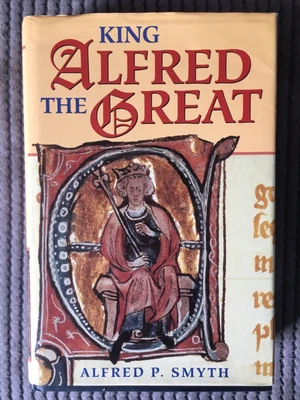 KING
ALFRED
THE GREAT
ALFRED P. SMYTH